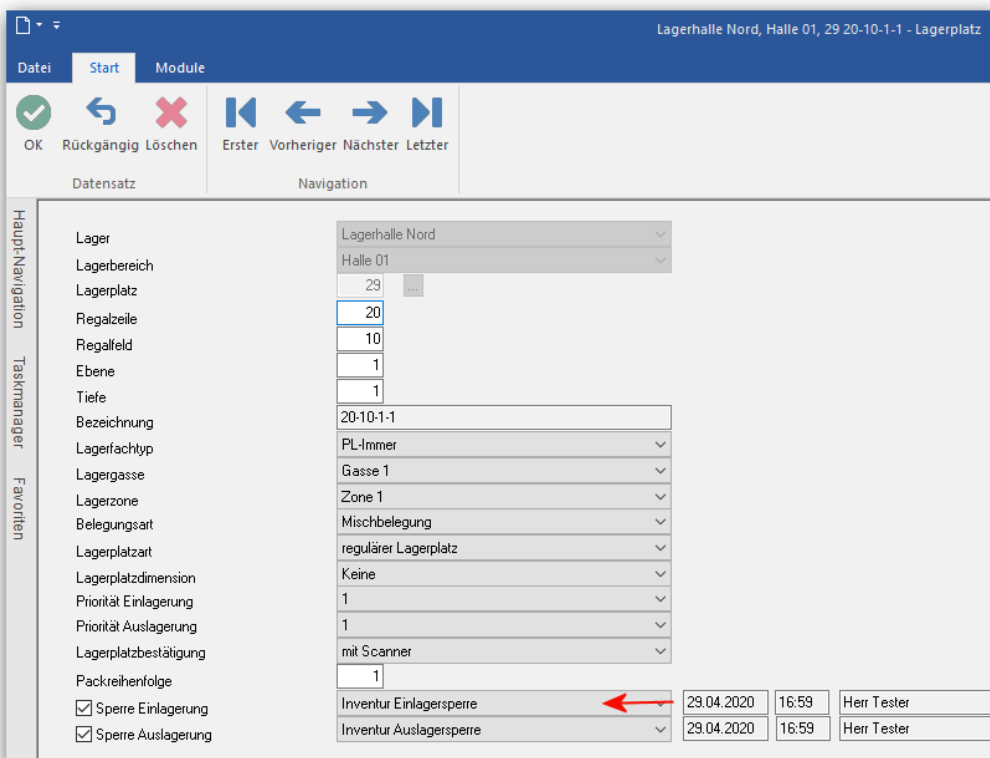 Lagerhalle Nord, Halle 01, 29 20-10-1-1 - Lagerplatz
Datei Start Module
OK Rückgängig Löschen Erster Vorheriger Nächster Letzter
Datensatz Navigation
Haupt-Navigation
Taskmanager
Favoriten
Lager Lagerhalle Nord
Lagerbereich Halle 01
Lagerplatz 29 ...
Regalzeile 20
Regalfeld 10
Ebene 1
Tiefe 1
Bezeichnung 20-10-1-1
Lagerfachtyp PL-Immer
Lagergasse Gasse 1
Lagerzone Zone 1
Belegungsart Mischbelegung
Lagerplatzart regulärer Lagerplatz
Lagerplatzdimension Keine
Priorität Einlagerung 1
Priorität Auslagerung 1
Lagerplatzbestätigung mit Scanner
Packreihenfolge 1
Sperre Einlagerung Inventur Einlagersperre 29.04.2020 16:59 Herr Tester
Sperre Auslagerung Inventur Auslagersperre 29.04.2020 16:59 Herr Tester